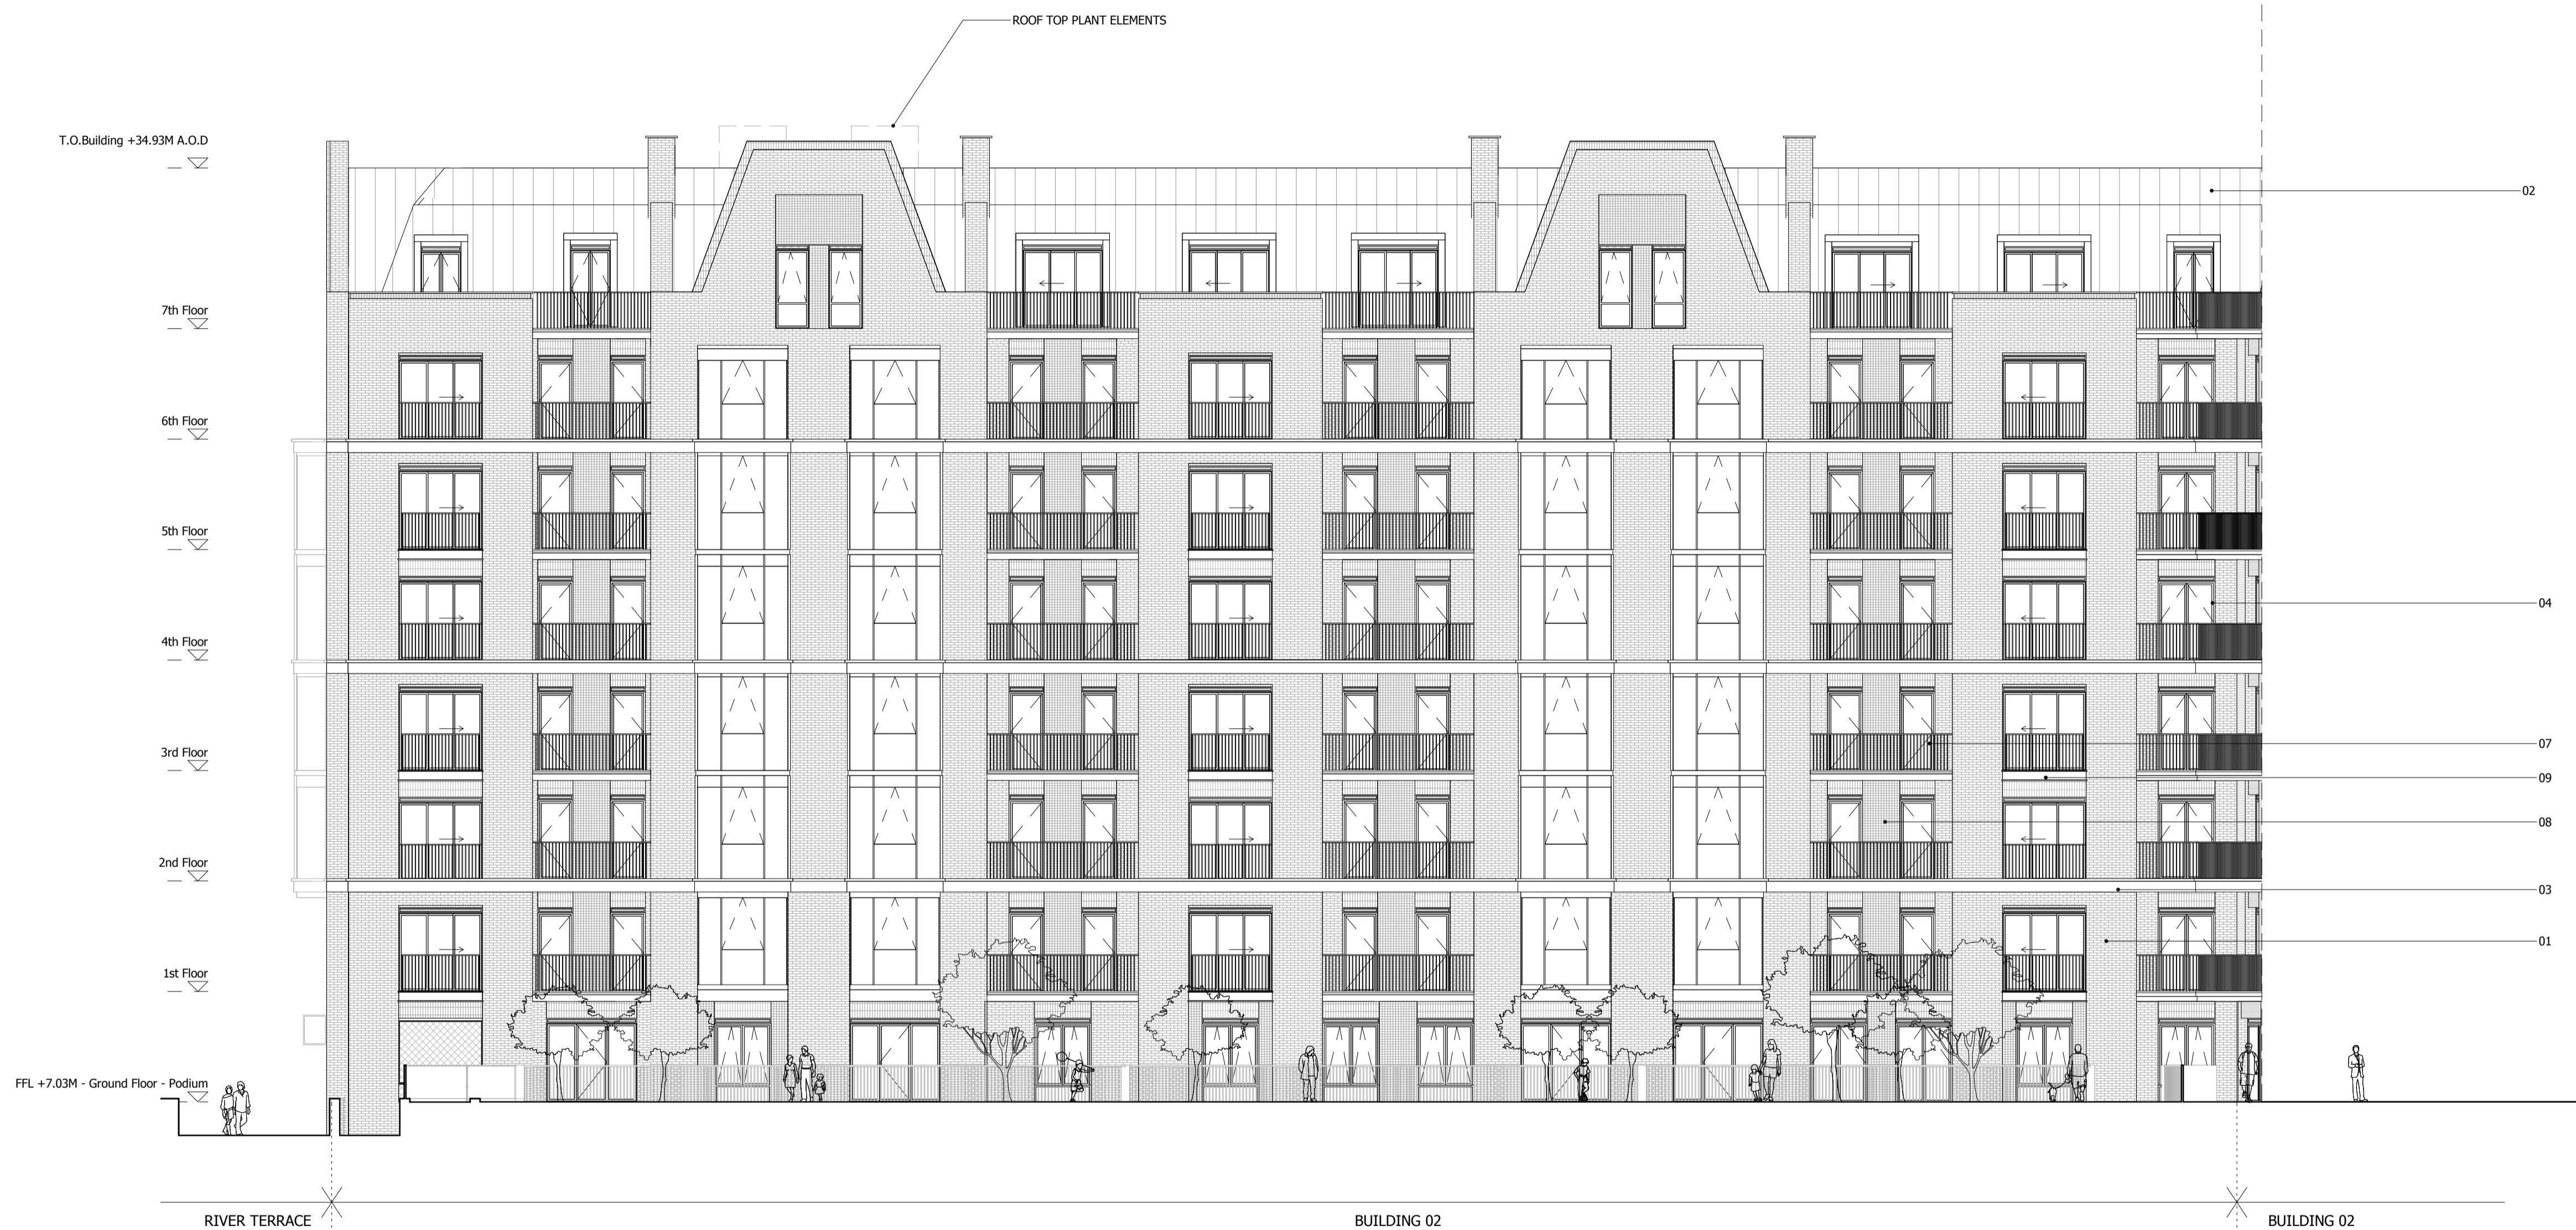 ROOF TOP PLANT ELEMENTS
T.O.Building +34.93M A.O.D
02
7th Floor
6th Floor
5th Floor
04
4th Floor
3rd Floor
07
09
08
2nd Floor
03
01
1st Floor
FFL +7.03M - Ground Floor - Podium
RIVER TERRACE
BUILDING 02
BUILDING 02